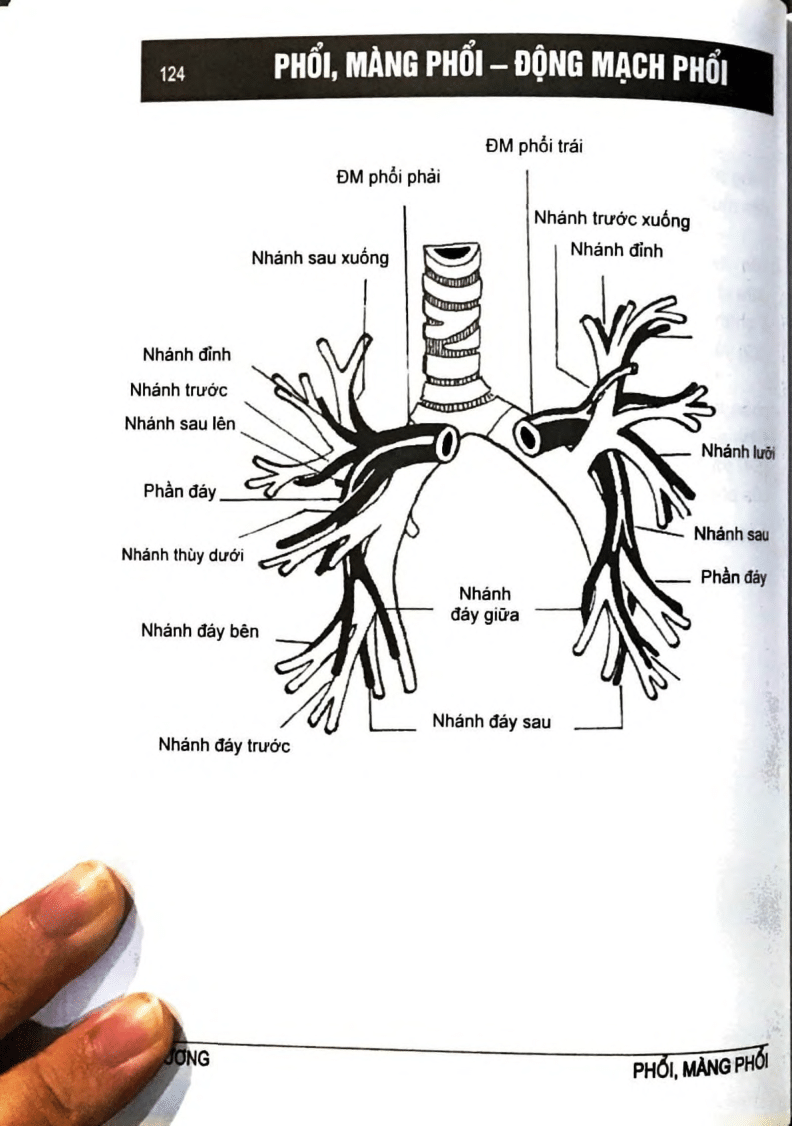 124
PHỔI, MÀNG PHỔI – ĐỘNG MẠCH PHỔI
ĐM phổi trái
ĐM phổi phải
Nhánh trước xuống
Nhánh sau xuống
Nhánh đỉnh
Nhánh đỉnh
Nhánh trước
Nhánh sau lên
Nhánh lưỡi
Phần đáy
Nhánh sau
Nhánh thùy dưới
Phần đáy
Nhánh
đáy giữa
Nhánh đáy bên
Nhánh đáy sau
Nhánh đáy trước
ƯƠNG
PHỔI, MÀNG PHỔI